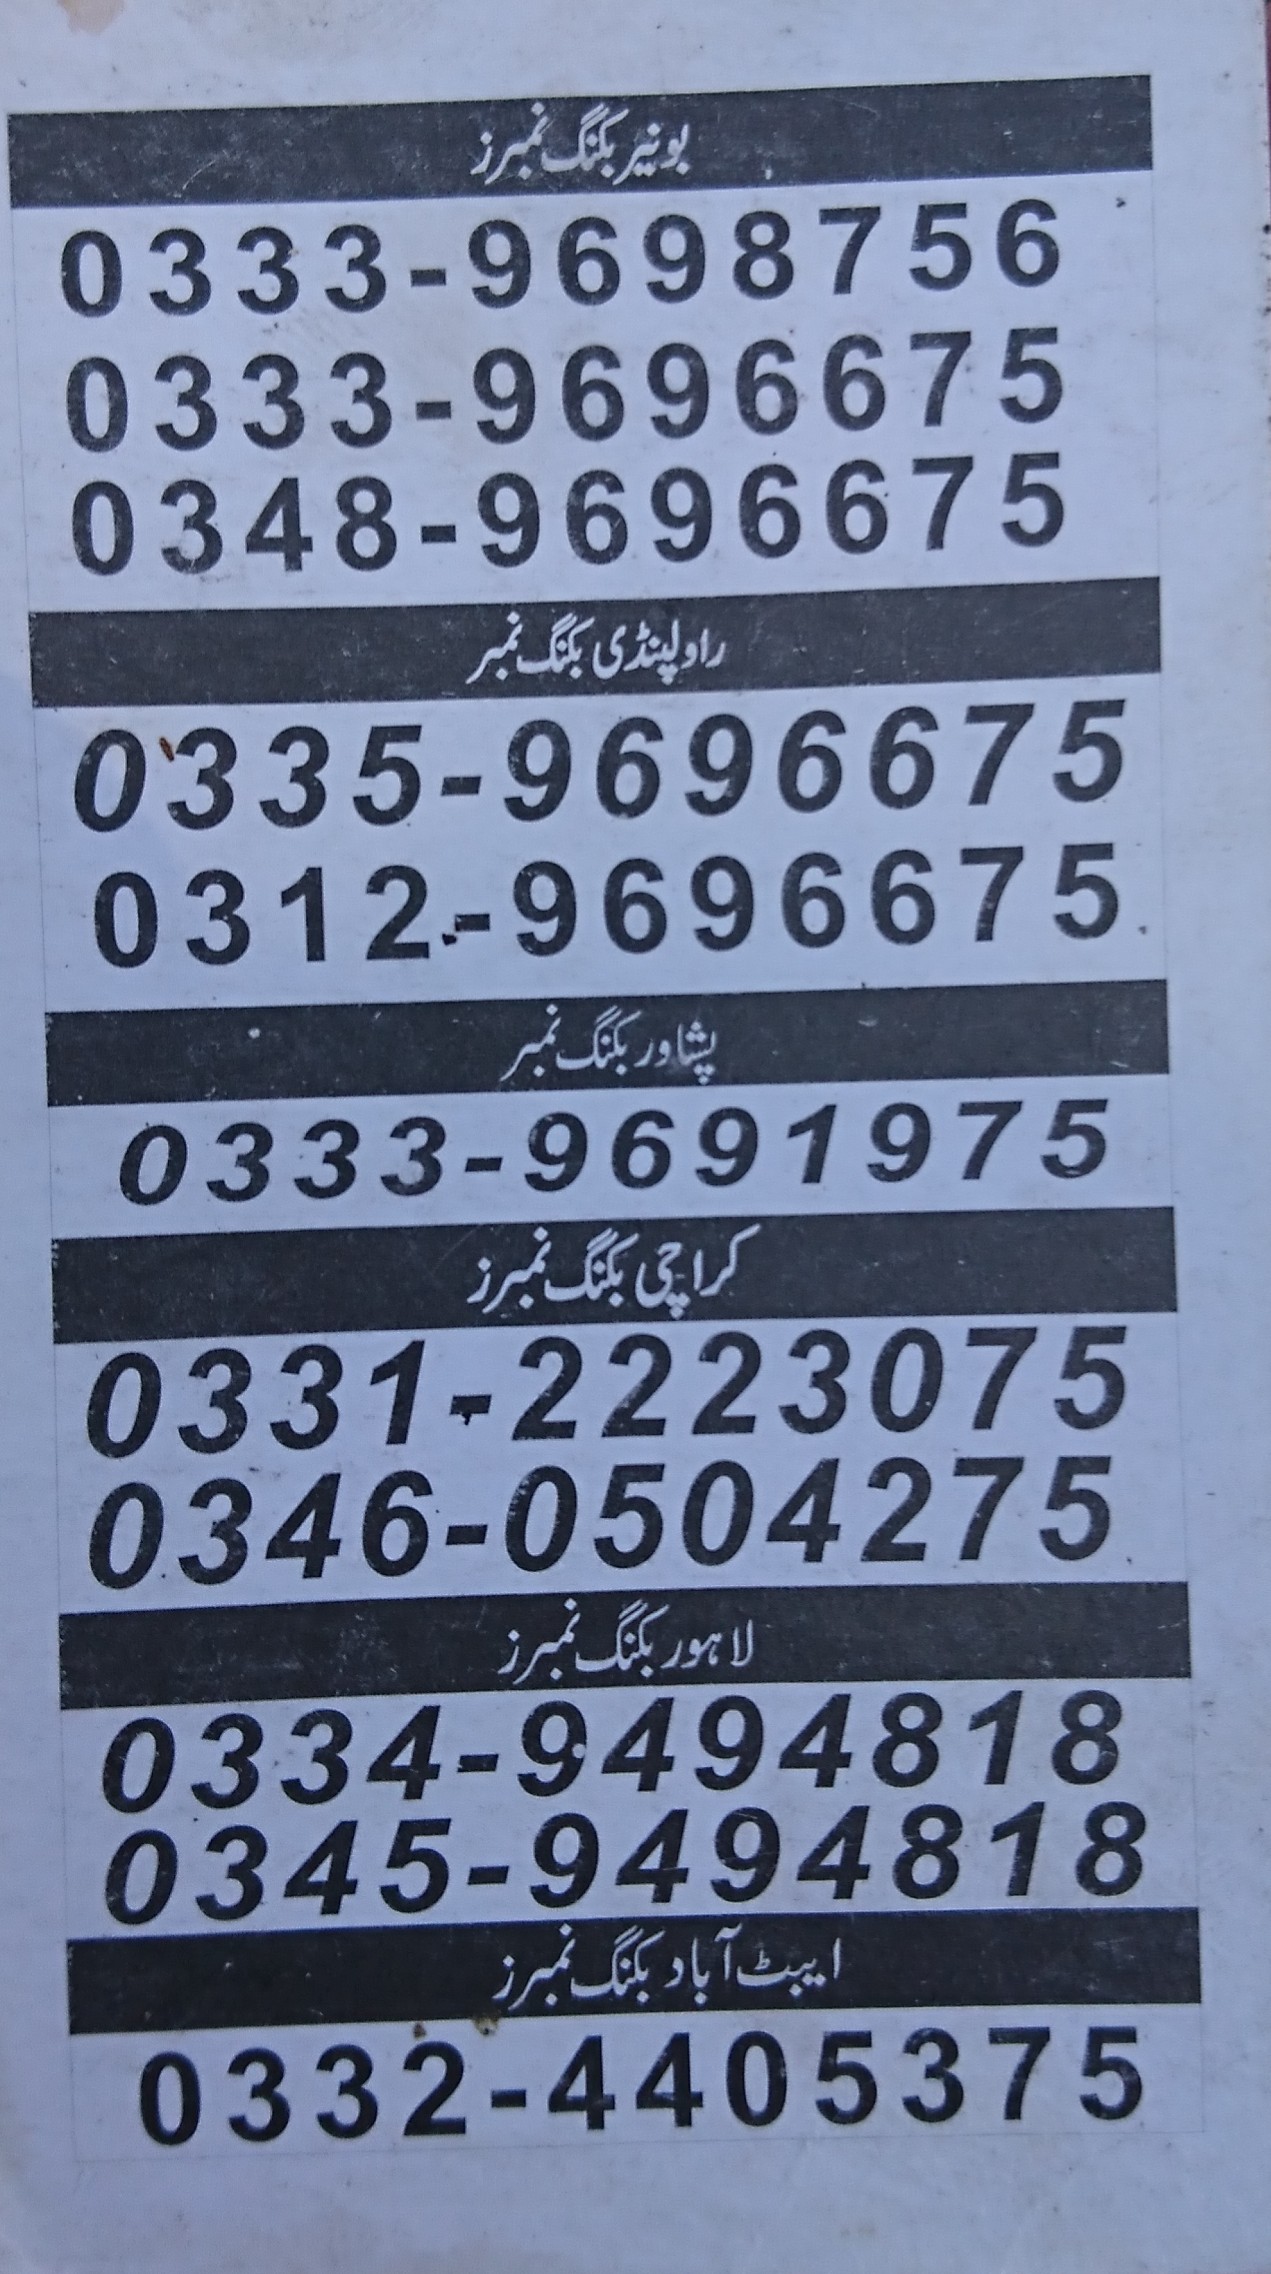 بونیر بکنگ نمبرز
0333-9698756
0333-9696675
0348-9696675
راولپنڈی بکنگ نمبر
0335-9696675
0312-9696675
پشاور بکنگ نمبر
0333-9691975
کراچی بکنگ نمبرز
0331-2223075
0346-0504275
لاہور بکنگ نمبرز
0334-9494818
0345-9494818
ایبٹ آباد بکنگ نمبرز
0332-4405375